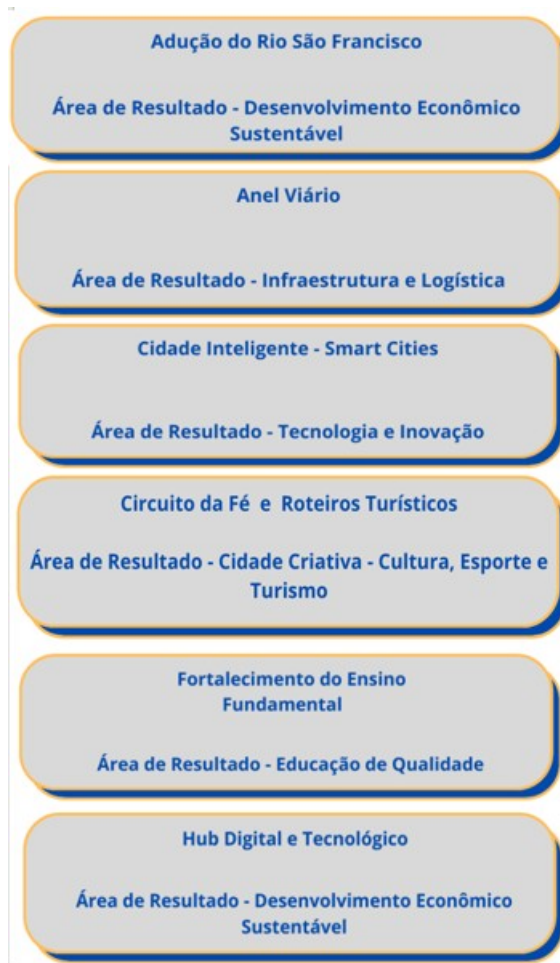 Adução do Rio São Francisco
Área de Resultado - Desenvolvimento Econômico
Sustentável
Anel Viário
Área de Resultado - Infraestrutura e Logística
Cidade Inteligente - Smart Cities
Área de Resultado - Tecnologia e Inovação
Circuito da Fé e Roteiros Turísticos
Área de Resultado - Cidade Criativa - Cultura, Esporte e
Turismo
Fortalecimento do Ensino
Fundamental
Área de Resultado - Educação de Qualidade
Hub Digital e Tecnológico
Área de Resultado - Desenvolvimento Econômico
Sustentável